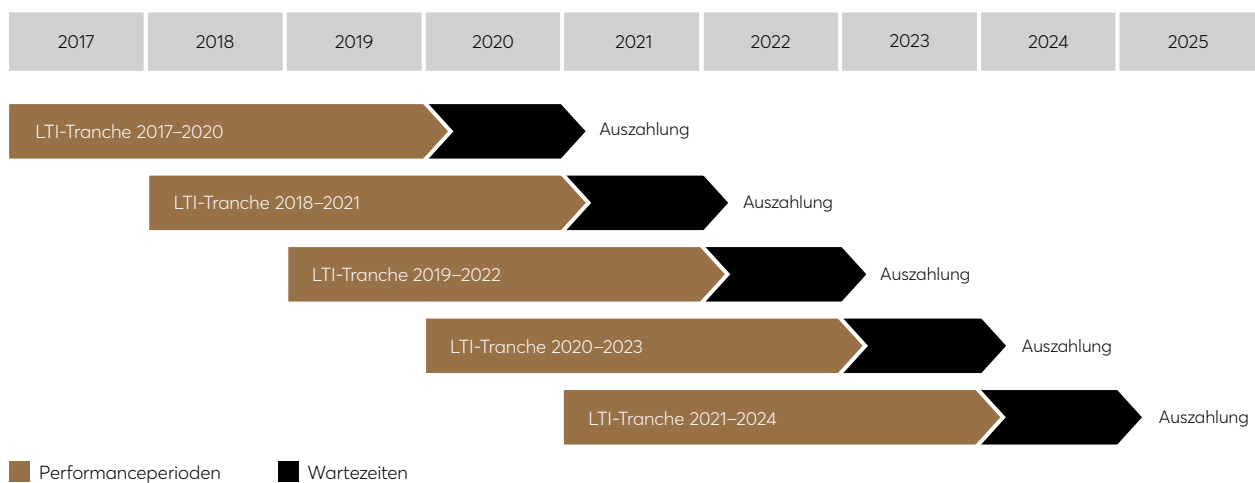 2017 2018 2019 2020 2021 2022 2023 2024 2025
LTI-Tranche 2017–2020 Auszahlung
LTI-Tranche 2018–2021 Auszahlung
LTI-Tranche 2019–2022 Auszahlung
LTI-Tranche 2020–2023 Auszahlung
LTI-Tranche 2021–2024 Auszahlung
Performanceperioden Wartezeiten